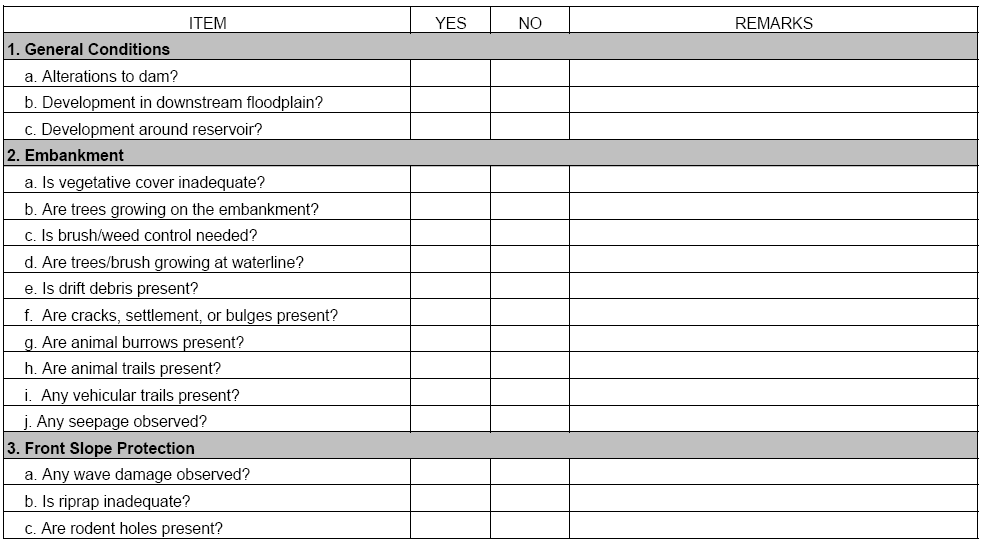 ITEM YES NO REMARKS
1. General Conditions
a. Alterations to dam?
b. Development in downstream floodplain?
c. Development around reservoir?
2. Embankment
a. Is vegetative cover inadequate?
b. Are trees growing on the embankment?
c. Is brush/weed control needed?
d. Are trees/brush growing at waterline?
e. Is drift debris present?
f. Are cracks, settlement, or bulges present?
g. Are animal burrows present?
h. Are animal trails present?
i. Any vehicular trails present?
j. Any seepage observed?
3. Front Slope Protection
a. Any wave damage observed?
b. Is riprap inadequate?
c. Are rodent holes present?